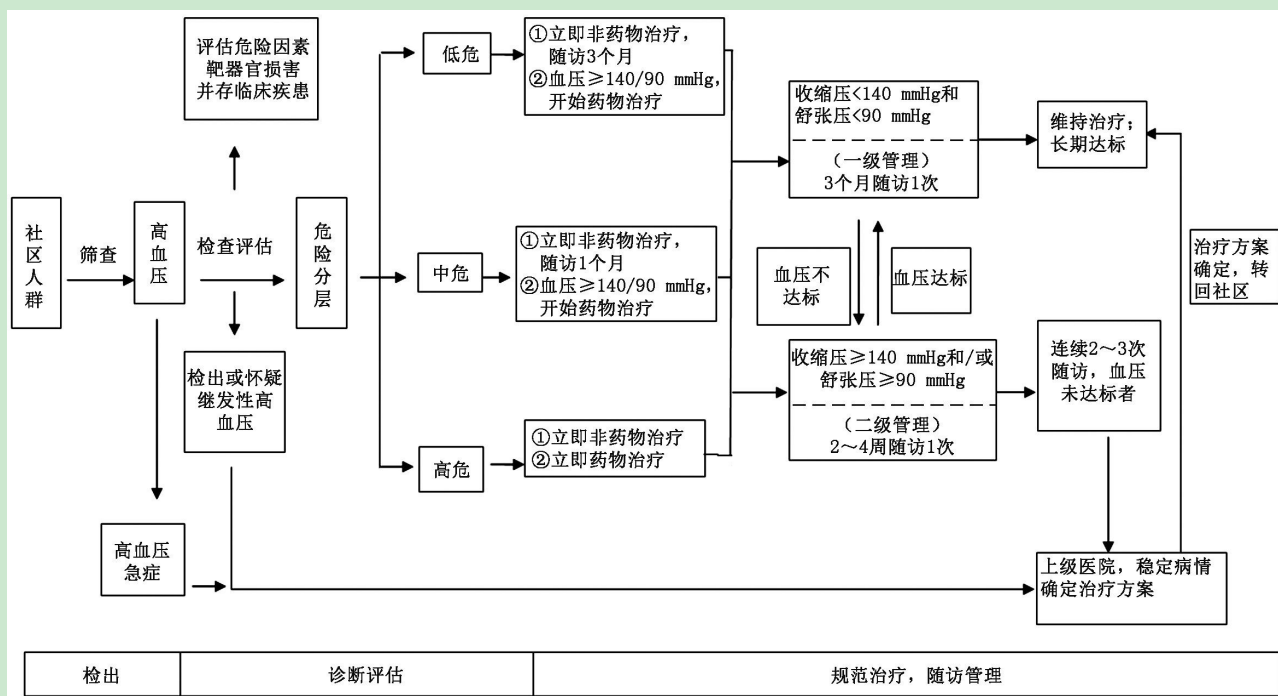 评估危险因素
靶器官损害
并存临床疾患
低危
①立即非药物治疗，
随访3个月
②血压≥140/90 mmHg，
开始药物治疗
收缩压<140 mmHg和
舒张压<90 mmHg
（一级管理）
3个月随访1次
维持治疗；
长期达标
社区人群
筛查
高血压
检查评估
危险分层
中危
①立即非药物治疗，
随访1个月
②血压≥140/90 mmHg，
开始药物治疗
血压不
达标
血压达标
治疗方案
确定，转
回社区
检出或怀疑
继发性高
血压
收缩压≥140 mmHg和/或
舒张压≥90 mmHg
（二级管理）
2～4周随访1次
连续2～3次
随访，血压
未达标者
高危
①立即非药物治疗
②立即药物治疗
高血压
急症
上级医院，稳定病情
确定治疗方案
检出
诊断评估
规范治疗，随访管理